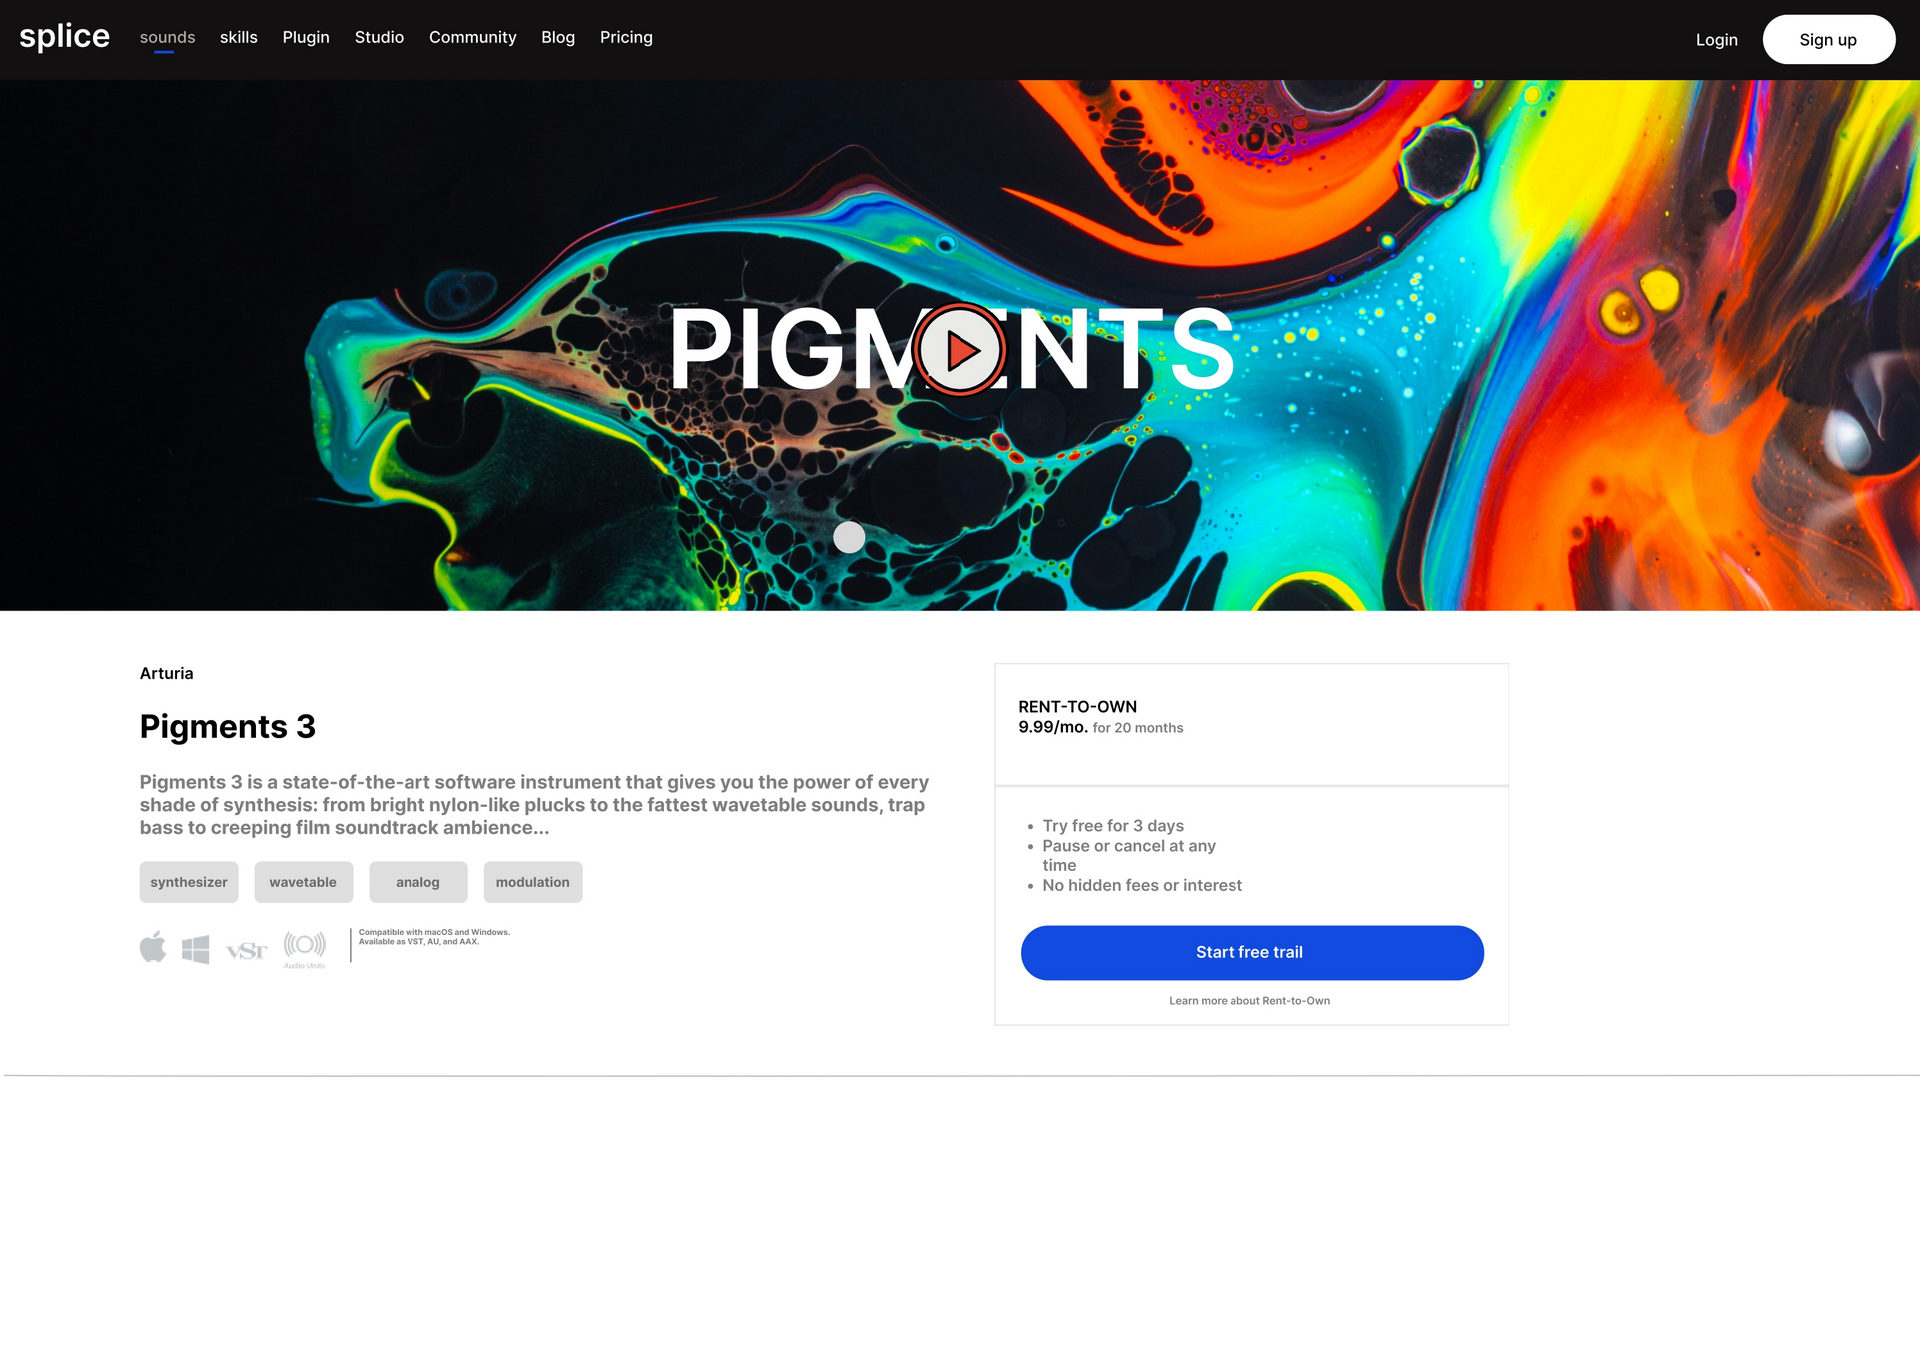 splice
sounds skills Plugin Studio Community Blog Pricing
Login Sign up
PIGMENTS
Arturia
Pigments 3
Pigments 3 is a state-of-the-art software instrument that gives you the power of every
shade of synthesis: from bright nylon-like plucks to the fattest wavetable sounds, trap
bass to creeping film soundtrack ambience...
synthesizer wavetable analog modulation
VST
Audio Units
Compatible with macOS and Windows.
Available as VST, AU, and AAX.
RENT-TO-OWN
9.99/mo. for 20 months
• Try free for 3 days
• Pause or cancel at any
time
• No hidden fees or interest
Start free trail
Learn more about Rent-to-Own